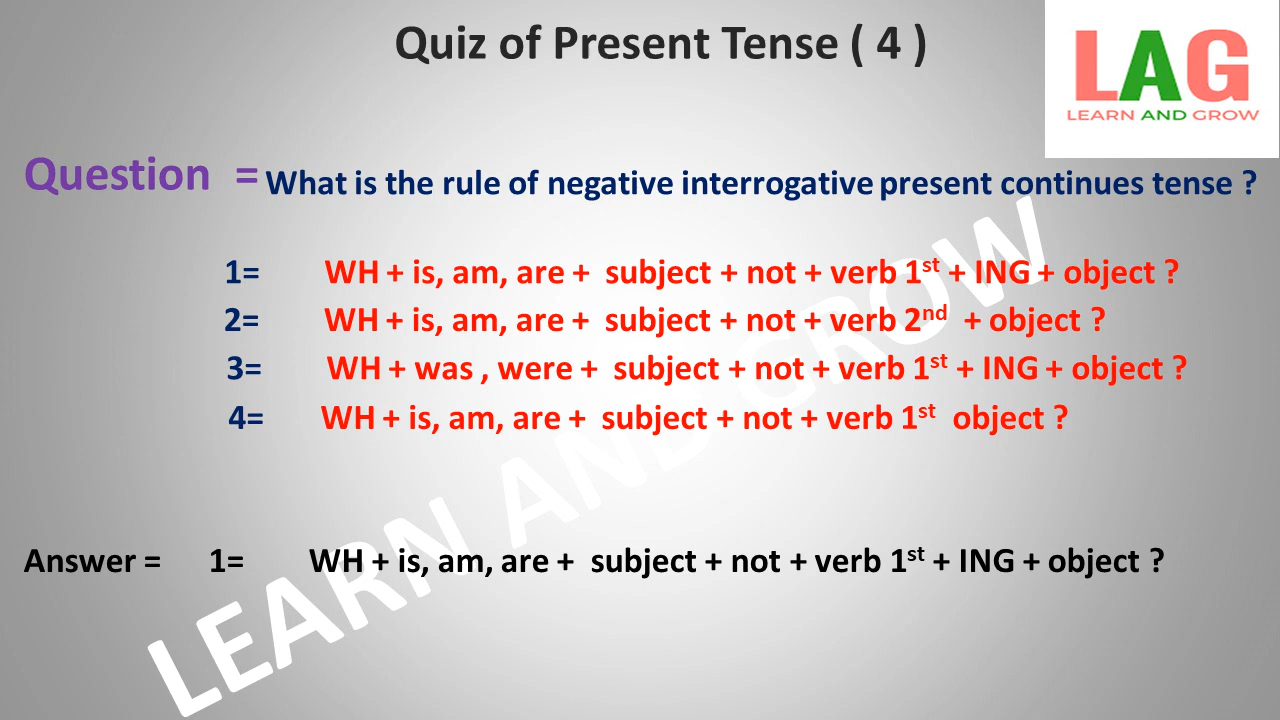 Quiz of Present Tense ( 4 )
LAG
LEARN AND GROW
Question = What is the rule of negative interrogative present continues tense ?
1= WH + is, am, are + subject + not + verb 1st + ING + object ?
2= WH + is, am, are + subject + not + verb 2nd + object ?
3= WH + was , were + subject + not + verb 1st + ING + object ?
4= WH + is, am, are + subject + not + verb 1st object ?
Answer = 1= WH + is, am, are + subject + not + verb 1st + ING + object ?
LEARN AND GROW